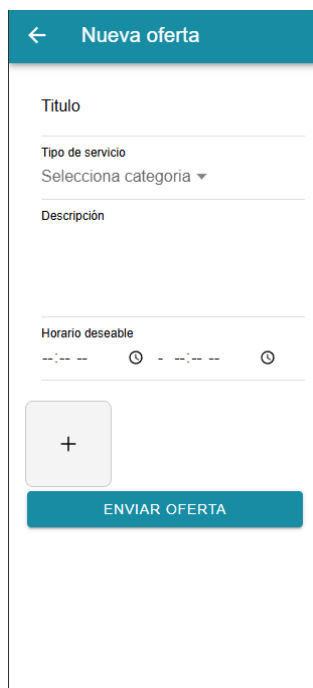 Nueva oferta
Titulo
Tipo de servicio
Selecciona categoria
Descripción
Horario deseable
--:-- -- - --:-- --
+
ENVIAR OFERTA